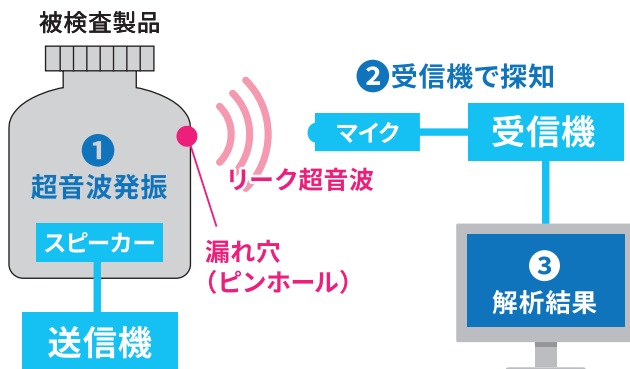 被検査製品
❶
超音波発振
スピーカー
送信機
漏れ穴
（ピンホール）
リーク超音波
❷受信機で探知
マイク
受信機
❸
解析結果